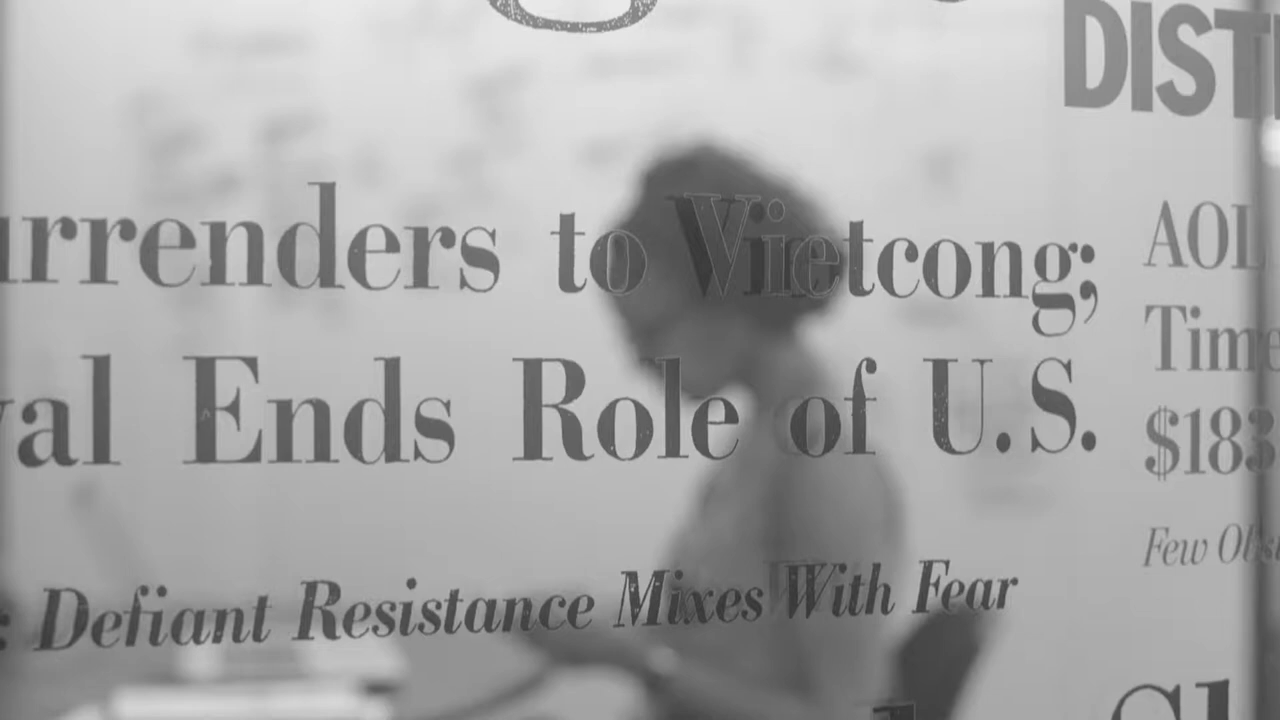 urrenders to Vietcong;
val Ends Role of U.S.
: Defiant Resistance Mixes With Fear
DIST
AOL
Time
$183
Few